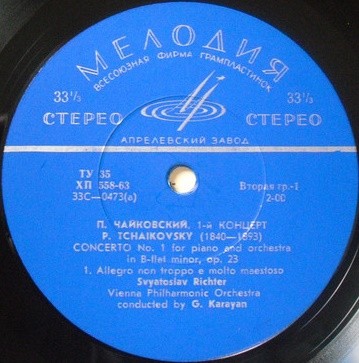 МЕЛОДИЯ
ВСЕСОЮЗНАЯ ФИРМА ГРАМПЛАСТИНОК
33⅓ 33⅓
СТЕРЕО СТЕРЕО
АПРЕЛЕВСКИЙ ЗАВОД
ТУ 35
ХП 558-63 Вторая гр.-1
33С—0473(а) 2-00
П. ЧАЙКОВСКИЙ, 1-й КОНЦЕРТ
P. TCHAIKOVSKY (1840—1893)
CONCERTO No. 1 for piano and orchestra
in B-flet minor, op. 23
1. Allegro non troppo e molto maestoso
Svyatoslav Richter
Vienna Philharmonic Orchestra
conducted by G. Karayan